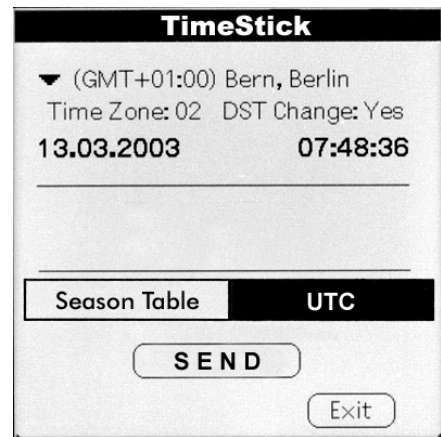 TimeStick
(GMT+01:00) Bern, Berlin
Time Zone: 02 DST Change: Yes
13.03.2003 07:48:36
Season Table UTC
SEND
Exit